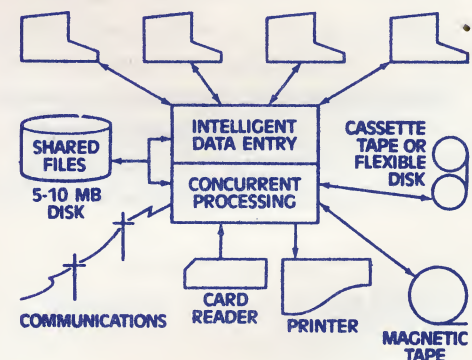 INTELLIGENT
DATA ENTRY
CONCURRENT
PROCESSING
SHARED
FILES
5-10 MB
DISK
CASSETTE
TAPE OR
FLEXIBLE
DISK
COMMUNICATIONS
CARD
READER
PRINTER
MAGNETIC
TAPE